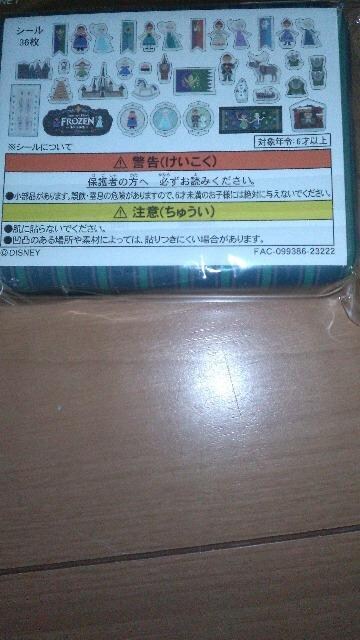 シール
36枚
FROZEN
※シールについて
対象年令:6才以上
⚠ 警告(けいこく)
保護者の方へ 必ずお読みください。
●小部品があります。誤飲・窒息の危険がありますので、6才未満のお子様には絶対に与えないでください。
⚠ 注意(ちゅうい)
●肌に貼らないでください。
●凹凸のある場所や素材によっては、貼りつきにくい場合があります。
©DISNEY FAC-099386-23222